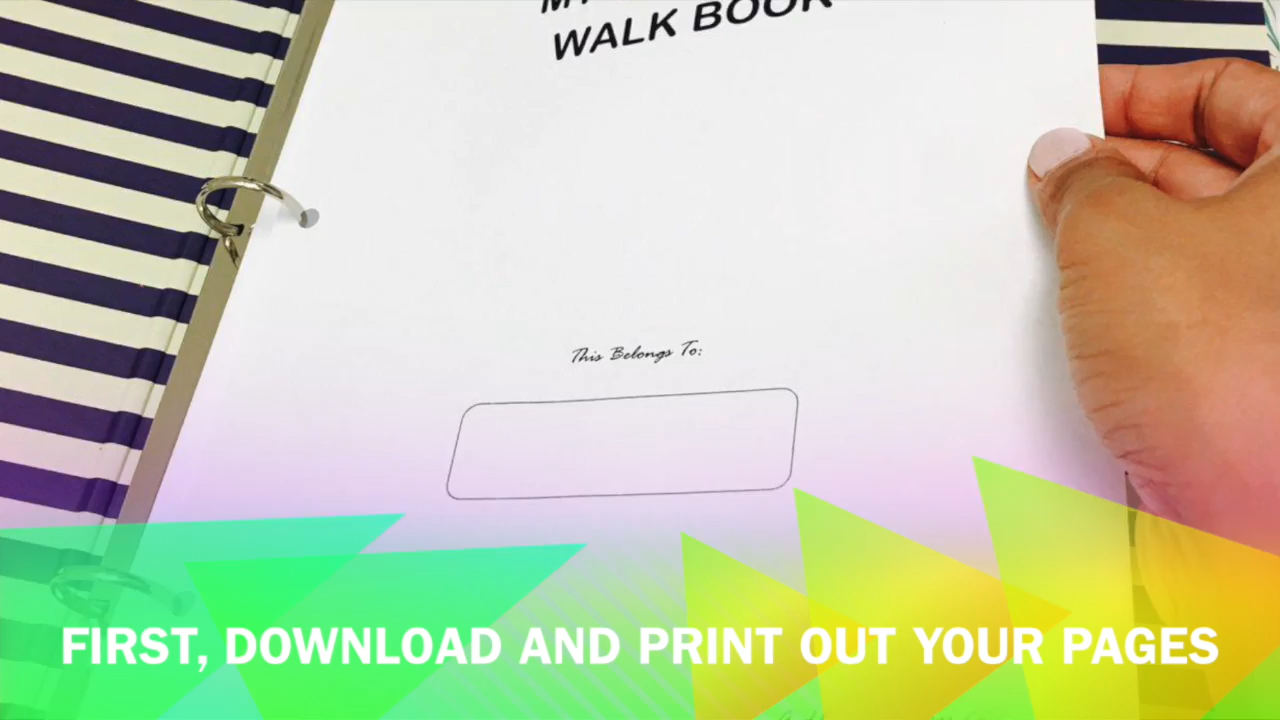 WALK BOOK
This Belongs To:
FIRST, DOWNLOAD AND PRINT OUT YOUR PAGES